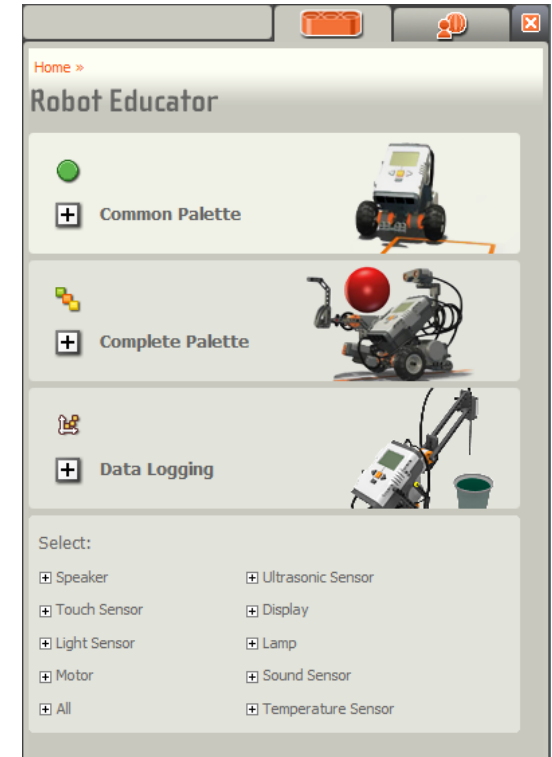 Home »
Robot Educator
Common Palette
Complete Palette
Data Logging
Select:
Speaker
Ultrasonic Sensor
Touch Sensor
Display
Light Sensor
Lamp
Motor
Sound Sensor
All
Temperature Sensor